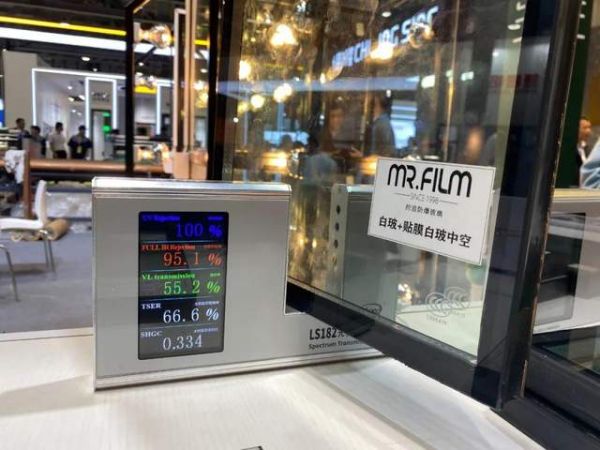 UV Rejection
100 %
FULL IR Rejection
95.1 %
VL transmission
55.2 %
TSER
66.6 %
SHGC
0.334
LS182
Spectrum Transm
MR.FILM
SINCE 1998
白玻+贴膜白玻中空